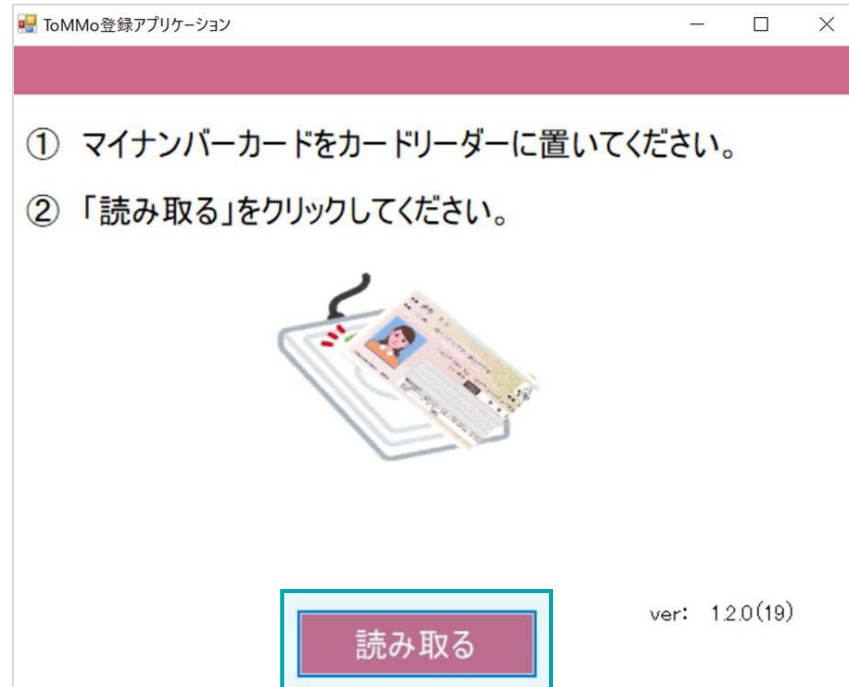 ToMMo登録アプリケーション
① マイナンバーカードをカードリーダーに置いてください。
② 「読み取る」をクリックしてください。
ver: 1.2.0(19)
読み取る